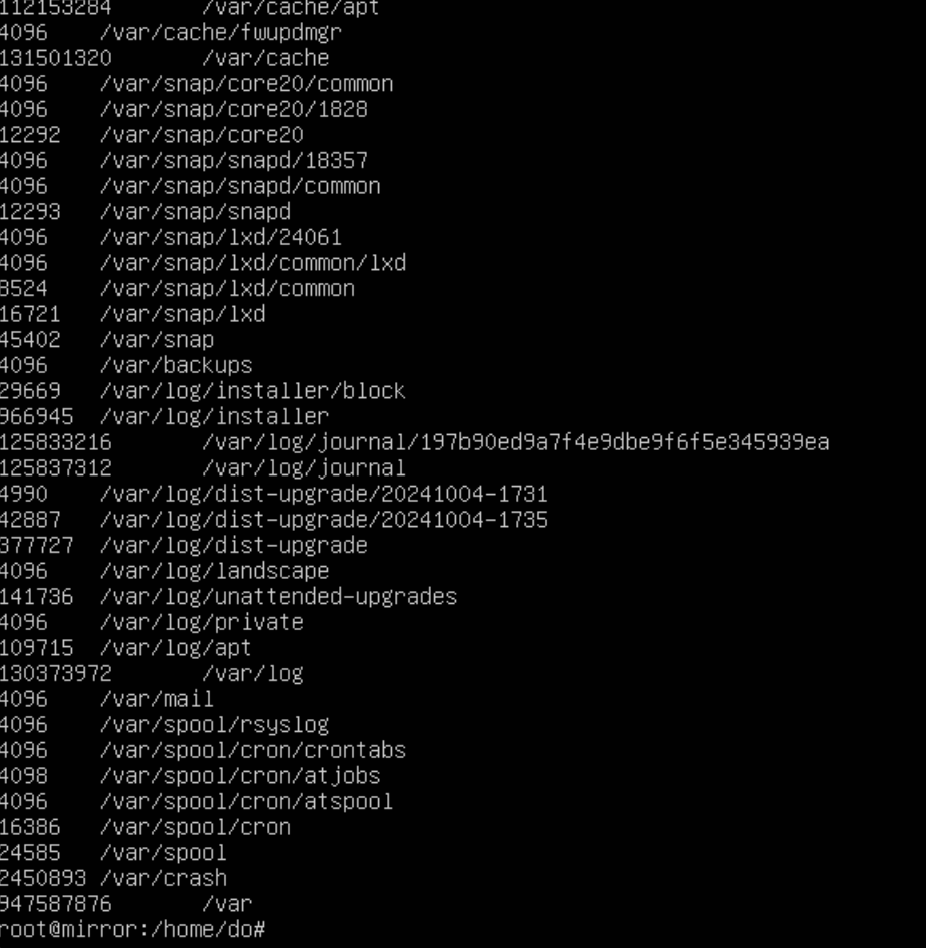 112153284 /var/cache/apt
4096 /var/cache/fwupdmgr
131501320 /var/cache
4096 /var/snap/core20/common
4096 /var/snap/core20/1828
12292 /var/snap/core20
4096 /var/snap/snapd/18357
4096 /var/snap/snapd/common
12293 /var/snap/snapd
4096 /var/snap/lxd/24061
4096 /var/snap/lxd/common/lxd
8524 /var/snap/lxd/common
16721 /var/snap/lxd
45402 /var/snap
4096 /var/backups
29669 /var/log/installer/block
966945 /var/log/installer
125833216 /var/log/journal/197b90ed9a7f4e9dbe9f6f5e345939ea
125837312 /var/log/journal
4990 /var/log/dist-upgrade/20241004-1731
42887 /var/log/dist-upgrade/20241004-1735
377727 /var/log/dist-upgrade
4096 /var/log/landscape
141736 /var/log/unattended-upgrades
4096 /var/log/private
109715 /var/log/apt
130373972 /var/log
4096 /var/mail
4096 /var/spool/rsyslog
4096 /var/spool/cron/crontabs
4098 /var/spool/cron/atjobs
4096 /var/spool/cron/atspool
16386 /var/spool/cron
24585 /var/spool
2450893 /var/crash
947587876 /var
root@mirror:/home/do#